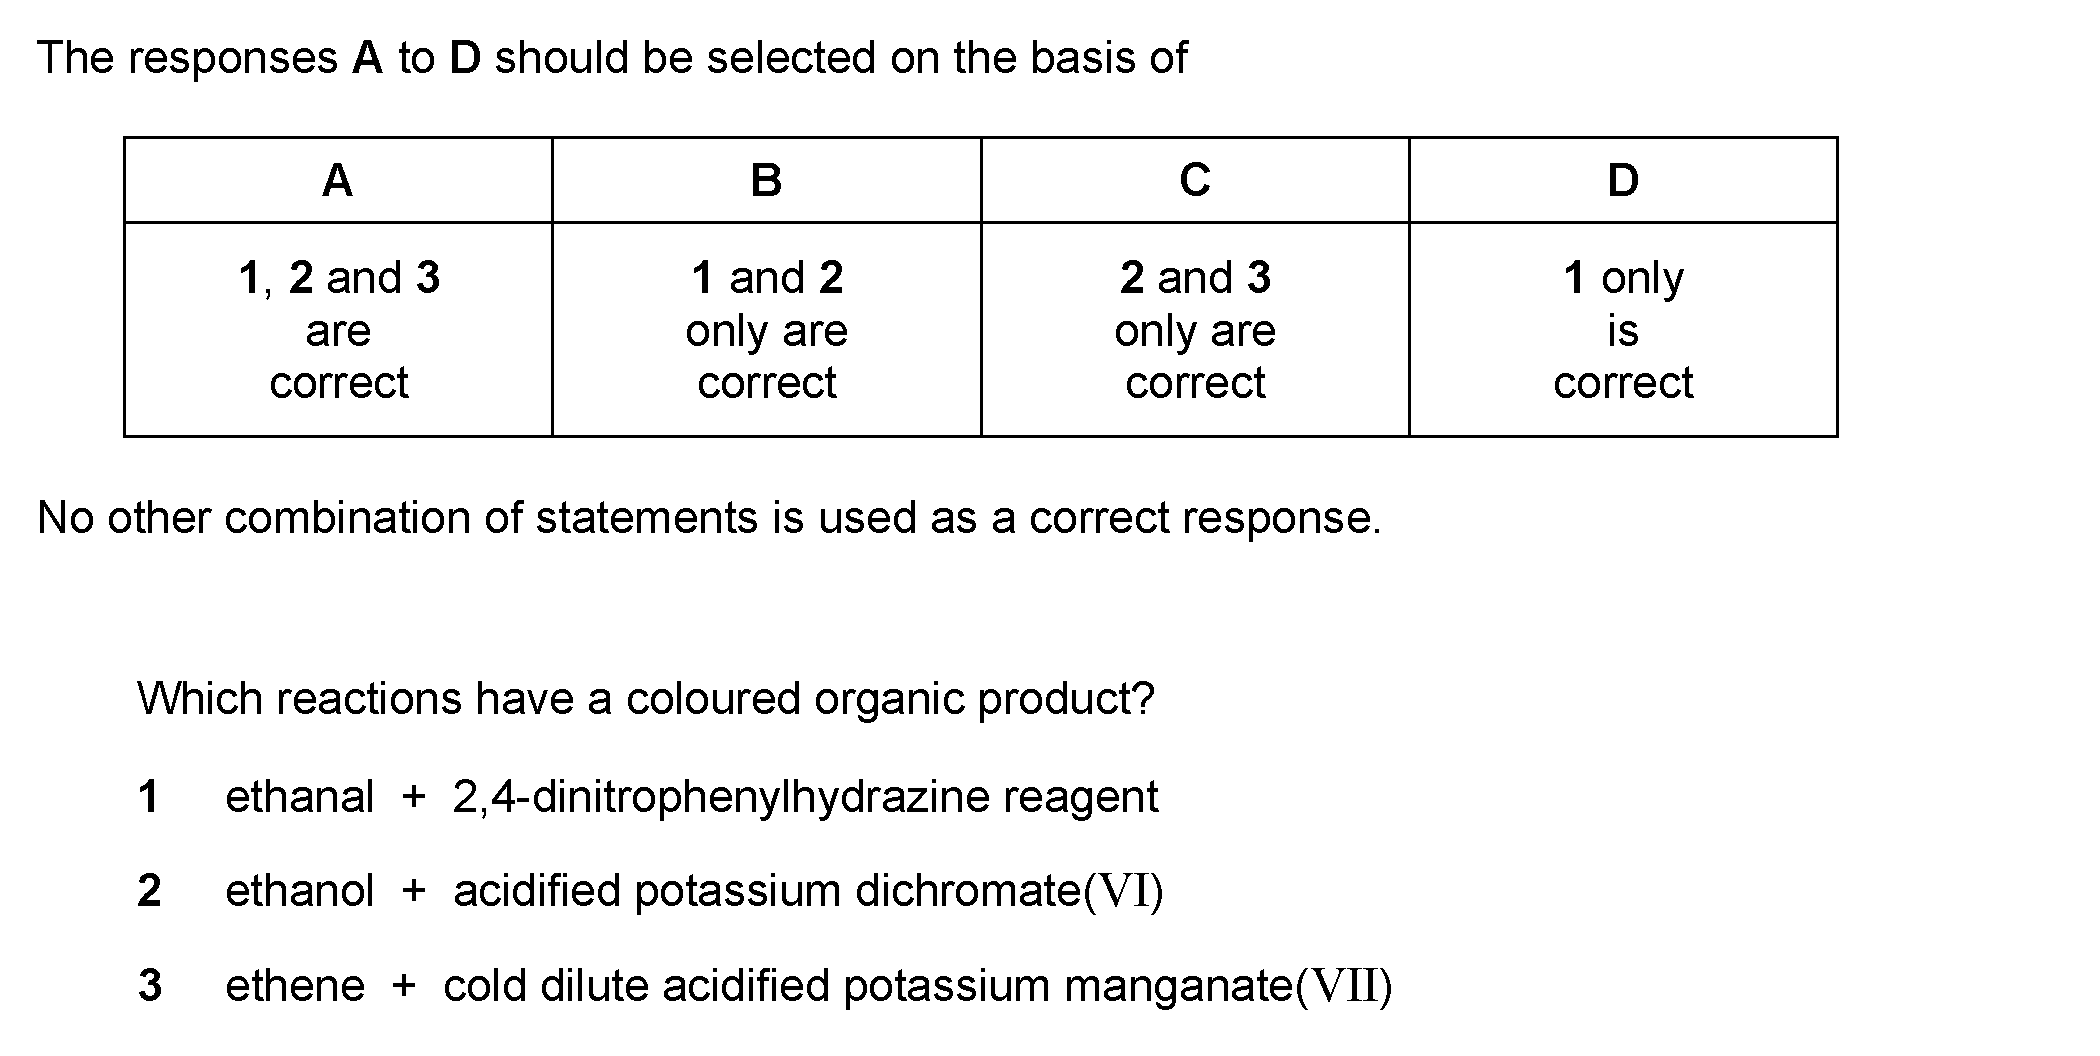 The responses A to D should be selected on the basis of
A B C D
1, 2 and 3 1 and 2 2 and 3 1 only
are only are only are is
correct correct correct correct
No other combination of statements is used as a correct response.
Which reactions have a coloured organic product?
1 ethanal + 2,4-dinitrophenylhydrazine reagent
2 ethanol + acidified potassium dichromate(VI)
3 ethene + cold dilute acidified potassium manganate(VII)